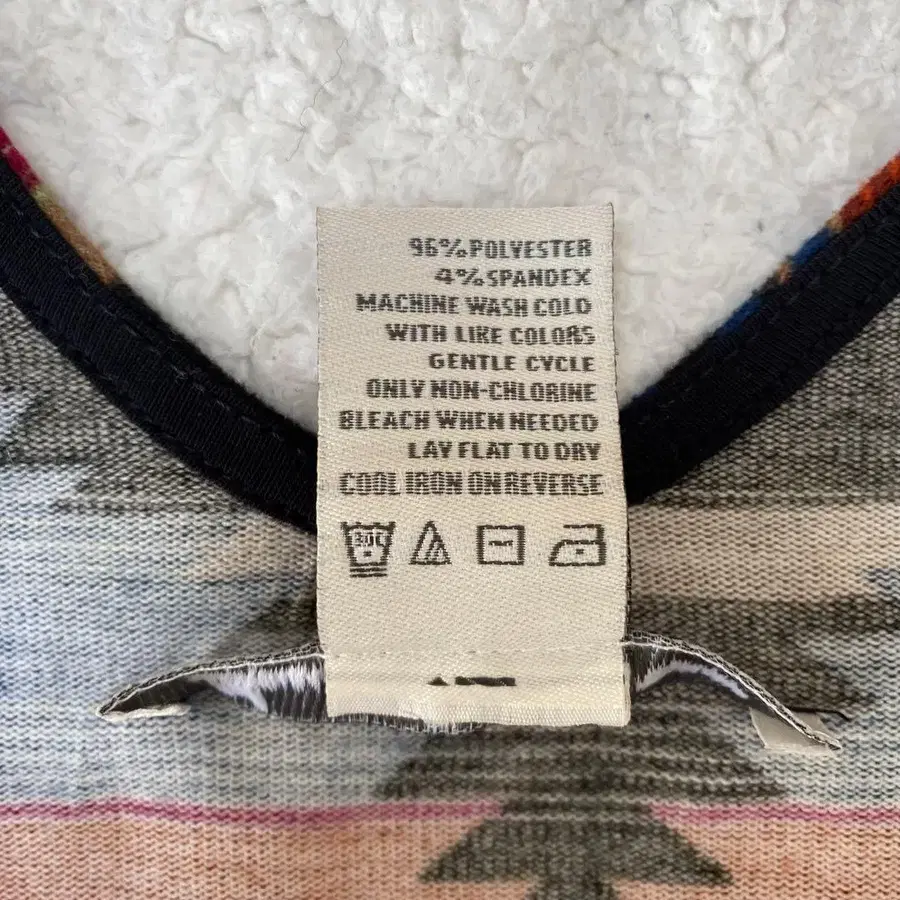 96% POLYESTER
4% SPANDEX
MACHINE WASH COLD
WITH LIKE COLORS
GENTLE CYCLE
ONLY NON-CHLORINE
BLEACH WHEN NEEDED
LAY FLAT TO DRY
COOL IRON ON REVERSE
30C